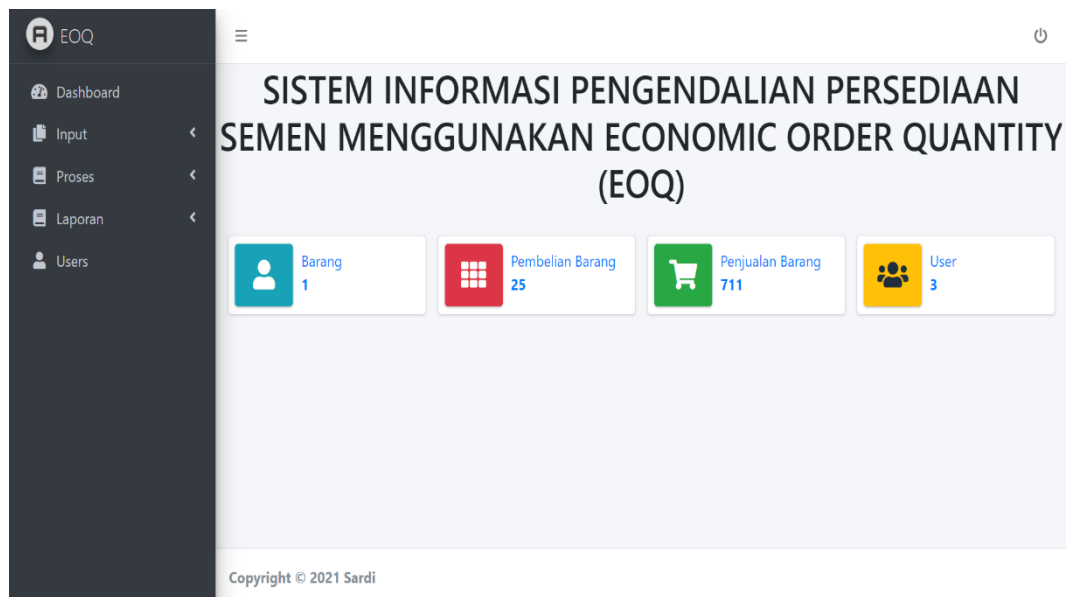 EOQ
Dashboard
Input
Proses
Laporan
Users
SISTEM INFORMASI PENGENDALIAN PERSEDIAAN
SEMEN MENGGUNAKAN ECONOMIC ORDER QUANTITY
(EOQ)
Barang
1
Pembelian Barang
25
Penjualan Barang
711
User
3
Copyright © 2021 Sardi